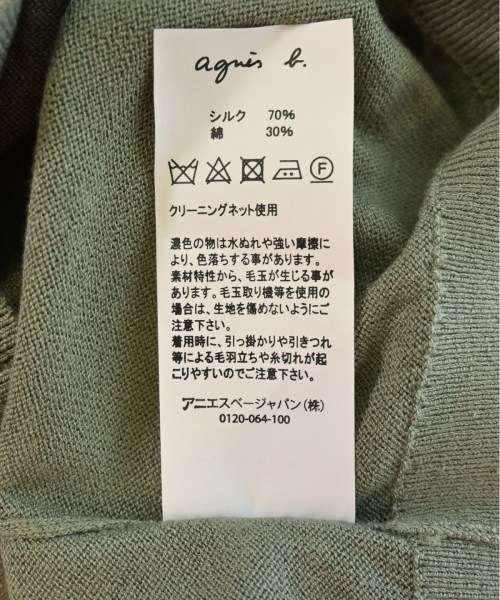 agnès b.
シルク 70%
綿 30%
F
クリーニングネット使用
濃色の物は水ぬれや強い摩擦に
より、色落ちする事があります。
素材特性から、毛玉が生じる事が
あります。毛玉取り機等を使用の
場合は、生地を傷めないようにご
注意下さい。
着用時に、引っ掛かりや引きつれ
等による毛羽立ちや糸切れが起
こりやすいのでご注意下さい。
アニエスベージャパン(株)
0120-064-100